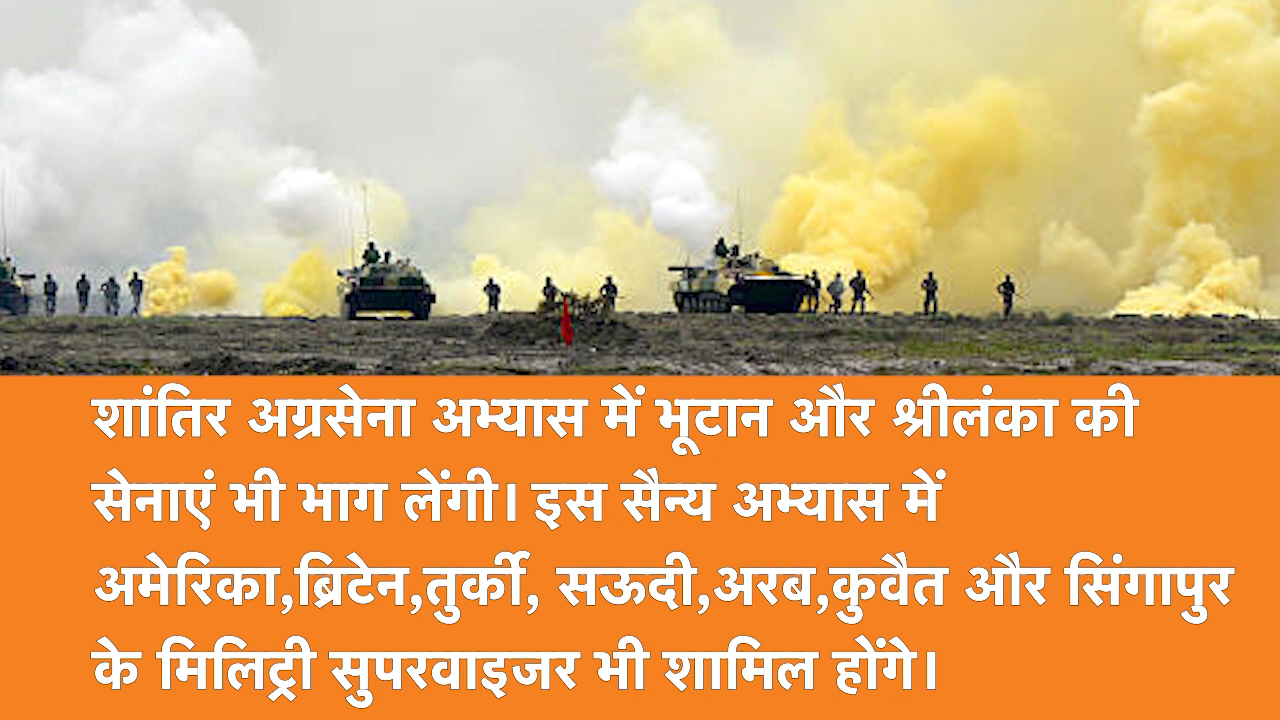 शांतिर अग्रसेना अभ्यास में भूटान और श्रीलंका की
सेनाएं भी भाग लेंगी। इस सैन्य अभ्यास में
अमेरिका,ब्रिटेन,तुर्की, सऊदी,अरब,कुवैत और सिंगापुर
के मिलिट्री सुपरवाइजर भी शामिल होंगे।